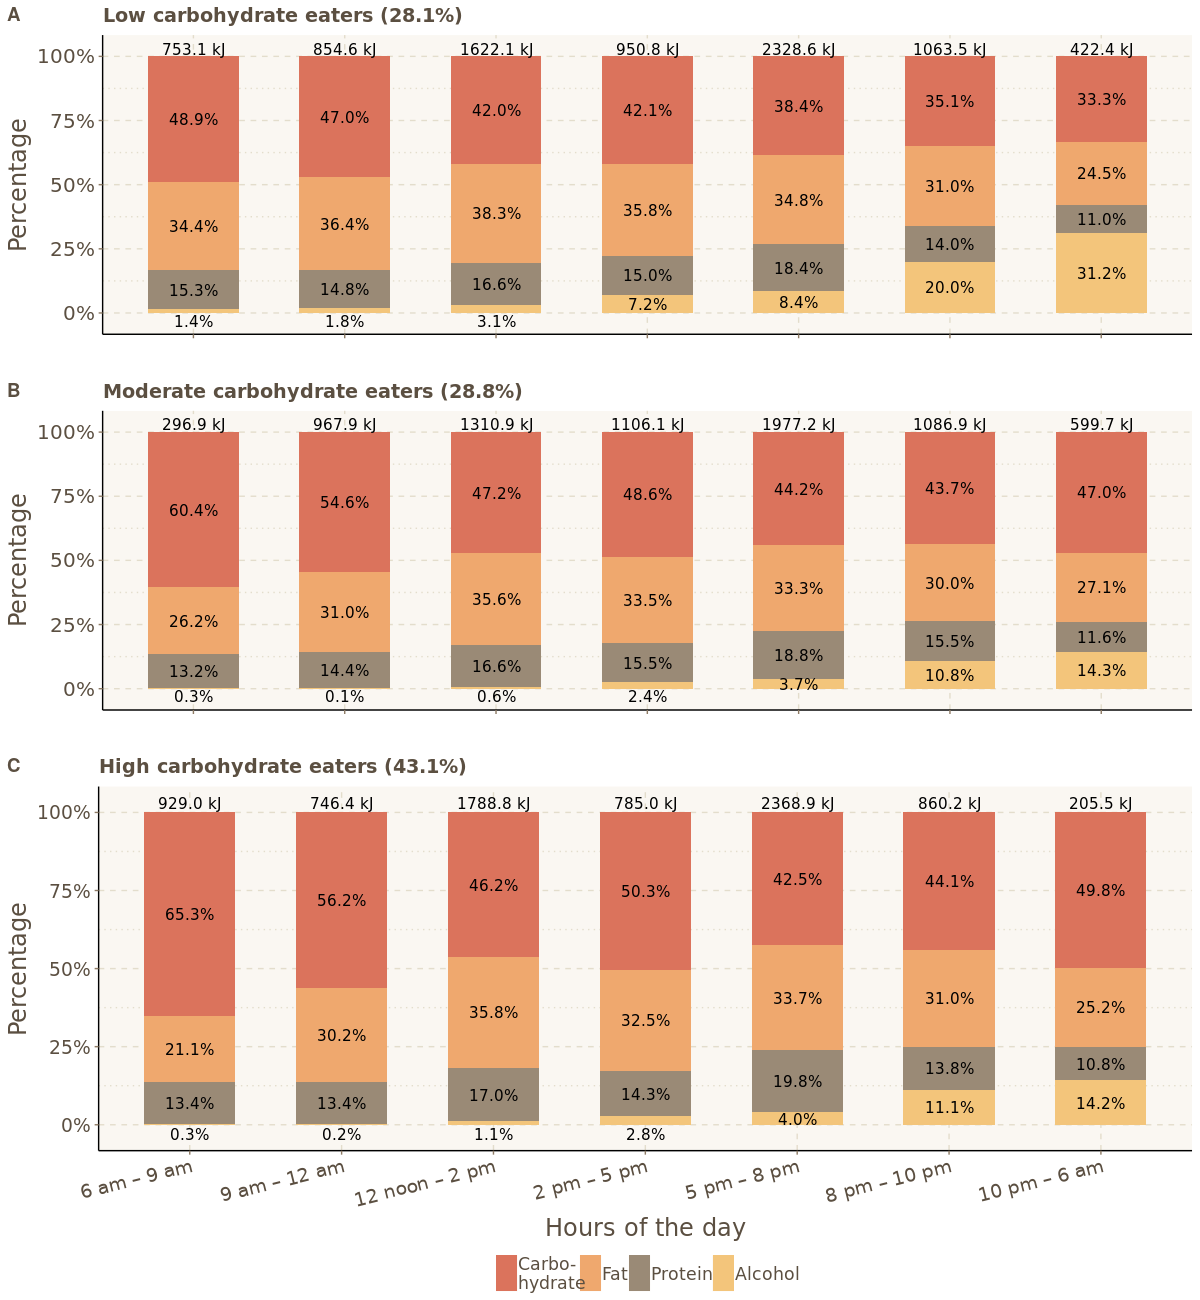 A Low carbohydrate eaters (28.1%)
753.1 kJ 854.6 kJ 1622.1 kJ 950.8 kJ 2328.6 kJ 1063.5 kJ 422.4 kJ
Percentage
100%
75%
50%
25%
0%
48.9% 47.0% 42.0% 42.1% 38.4% 35.1% 33.3%
34.4% 36.4% 38.3% 35.8% 34.8% 31.0% 24.5%
15.3% 14.8% 16.6% 15.0% 18.4% 14.0% 11.0%
1.4% 1.8% 3.1% 7.2% 8.4% 20.0% 31.2%
B Moderate carbohydrate eaters (28.8%)
296.9 kJ 967.9 kJ 1310.9 kJ 1106.1 kJ 1977.2 kJ 1086.9 kJ 599.7 kJ
Percentage
100%
75%
50%
25%
0%
60.4% 54.6% 47.2% 48.6% 44.2% 43.7% 47.0%
26.2% 31.0% 35.6% 33.5% 33.3% 30.0% 27.1%
13.2% 14.4% 16.6% 15.5% 18.8% 15.5% 11.6%
0.3% 0.1% 0.6% 2.4% 3.7% 10.8% 14.3%
C High carbohydrate eaters (43.1%)
929.0 kJ 746.4 kJ 1788.8 kJ 785.0 kJ 2368.9 kJ 860.2 kJ 205.5 kJ
Percentage
100%
75%
50%
25%
0%
65.3% 56.2% 46.2% 50.3% 42.5% 44.1% 49.8%
21.1% 30.2% 35.8% 32.5% 33.7% 31.0% 25.2%
13.4% 13.4% 17.0% 14.3% 19.8% 13.8% 10.8%
0.3% 0.2% 1.1% 2.8% 4.0% 11.1% 14.2%
6 am – 9 am 9 am – 12 am 12 noon – 2 pm 2 pm – 5 pm 5 pm – 8 pm 8 pm – 10 pm 10 pm – 6 am
Hours of the day
Carbo-
hydrate Fat Protein Alcohol